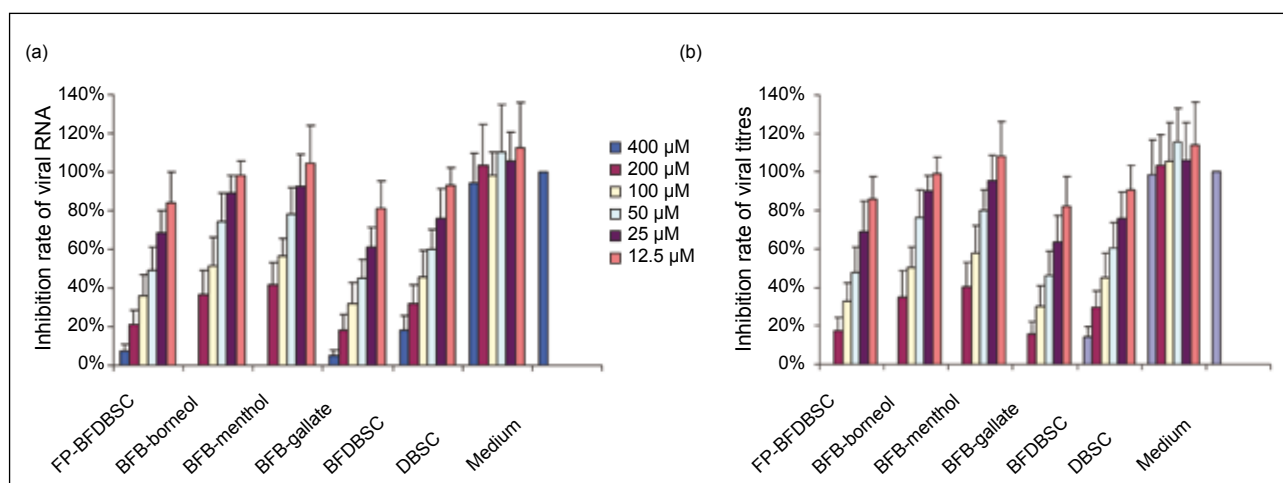 (a)
Inhibition rate of viral RNA
140%
120%
100%
80%
60%
40%
20%
0%
FP-BFDBSC
BFB-borneol
BFB-menthol
BFB-gallate
BFDBSC
DBSC
Medium
400 µM
200 µM
100 µM
50 µM
25 µM
12.5 µM
(b)
Inhibition rate of viral titres
140%
120%
100%
80%
60%
40%
20%
0%
FP-BFDBSC
BFB-borneol
BFB-menthol
BFB-gallate
BFDBSC
DBSC
Medium